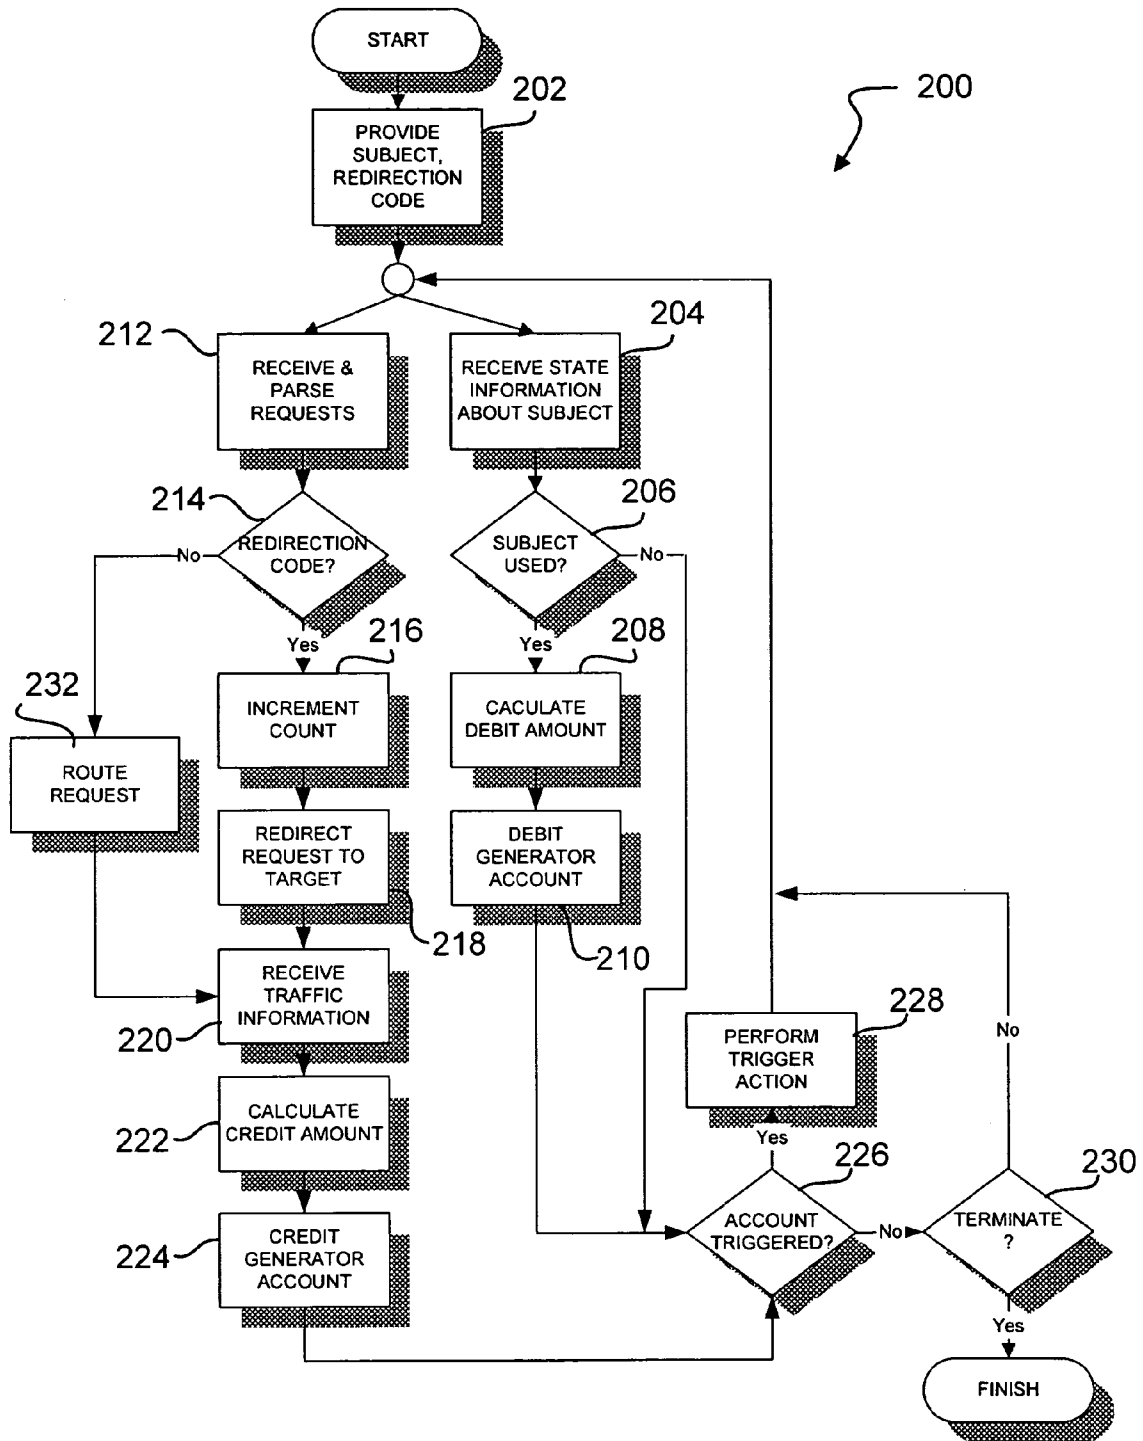 START
202
200
PROVIDE
SUBJECT,
REDIRECTION
CODE
212
RECEIVE &
PARSE
REQUESTS
204
RECEIVE STATE
INFORMATION
ABOUT SUBJECT
214
REDIRECTION
CODE?
No
Yes
206
SUBJECT
USED?
No
Yes
216
INCREMENT
COUNT
208
CACULATE
DEBIT AMOUNT
232
ROUTE
REQUEST
REDIRECT
REQUEST TO
TARGET
218
DEBIT
GENERATOR
ACCOUNT
210
RECEIVE
TRAFFIC
INFORMATION
220
228
PERFORM
TRIGGER
ACTION
No
CALCULATE
CREDIT AMOUNT
222
Yes
226
ACCOUNT
TRIGGERED?
No
230
TERMINATE
?
CREDIT
GENERATOR
ACCOUNT
224
Yes
FINISH